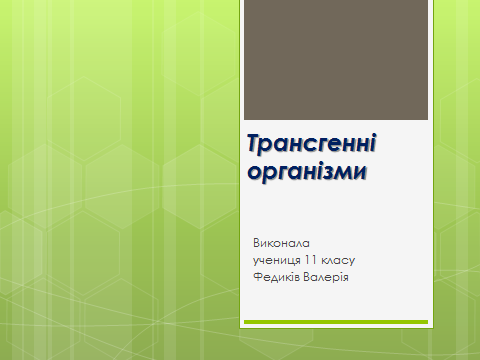 Трансгенні
організми
Виконала
учениця 11 класу
Федиків Валерія